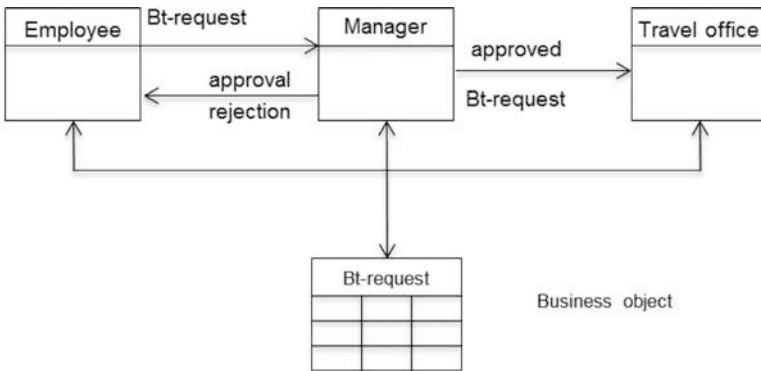 Employee
Bt-request
Manager
approved
Travel office
approval
rejection
Bt-request
Bt-request
Business object